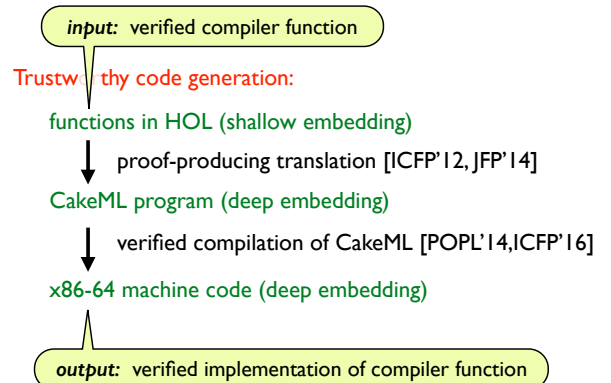 input: verified compiler function
Trustworthy code generation:
functions in HOL (shallow embedding)
proof-producing translation [ICFP'12, JFP'14]
CakeML program (deep embedding)
verified compilation of CakeML [POPL'14,ICFP'16]
x86-64 machine code (deep embedding)
output: verified implementation of compiler function